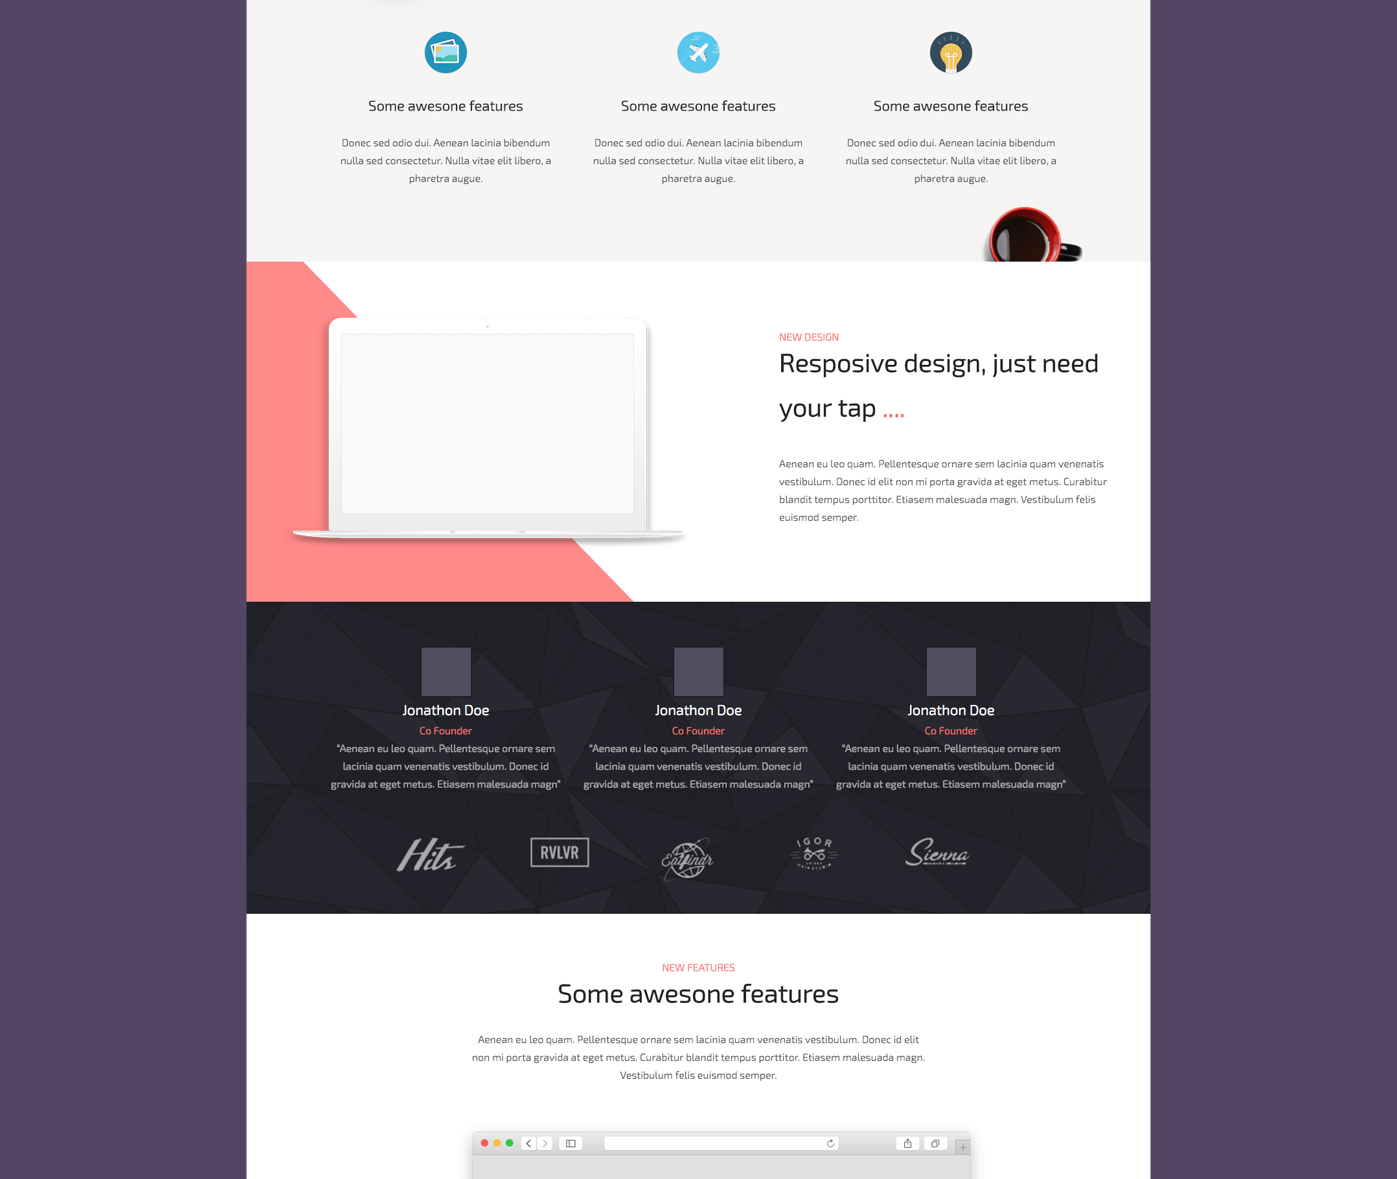 Some awesone features
Donec sed odio dui. Aenean lacinia bibendum
nulla sed consectetur. Nulla vitae elit libero, a
pharetra augue.
Some awesone features
Donec sed odio dui. Aenean lacinia bibendum
nulla sed consectetur. Nulla vitae elit libero, a
pharetra augue.
Some awesone features
Donec sed odio dui. Aenean lacinia bibendum
nulla sed consectetur. Nulla vitae elit libero, a
pharetra augue.
NEW DESIGN
Resposive design, just need
your tap ....
Aenean eu leo quam. Pellentesque ornare sem lacinia quam venenatis
vestibulum. Donec id elit non mi porta gravida at eget metus. Curabitur
blandit tempus porttitor. Etiasem malesuada magn. Vestibulum felis
euismod semper.
Jonathon Doe
Co Founder
"Aenean eu leo quam. Pellentesque ornare sem
lacinia quam venenatis vestibulum. Donec id
gravida at eget metus. Etiasem malesuada magn"
Jonathon Doe
Co Founder
"Aenean eu leo quam. Pellentesque ornare sem
lacinia quam venenatis vestibulum. Donec id
gravida at eget metus. Etiasem malesuada magn"
Jonathon Doe
Co Founder
"Aenean eu leo quam. Pellentesque ornare sem
lacinia quam venenatis vestibulum. Donec id
gravida at eget metus. Etiasem malesuada magn"
Hits
RVLVR
Eatfindr
IGOR
Sienna
NEW FEATURES
Some awesone features
Aenean eu leo quam. Pellentesque ornare sem lacinia quam venenatis vestibulum. Donec id elit
non mi porta gravida at eget metus. Curabitur blandit tempus porttitor. Etiasem malesuada magn.
Vestibulum felis euismod semper.